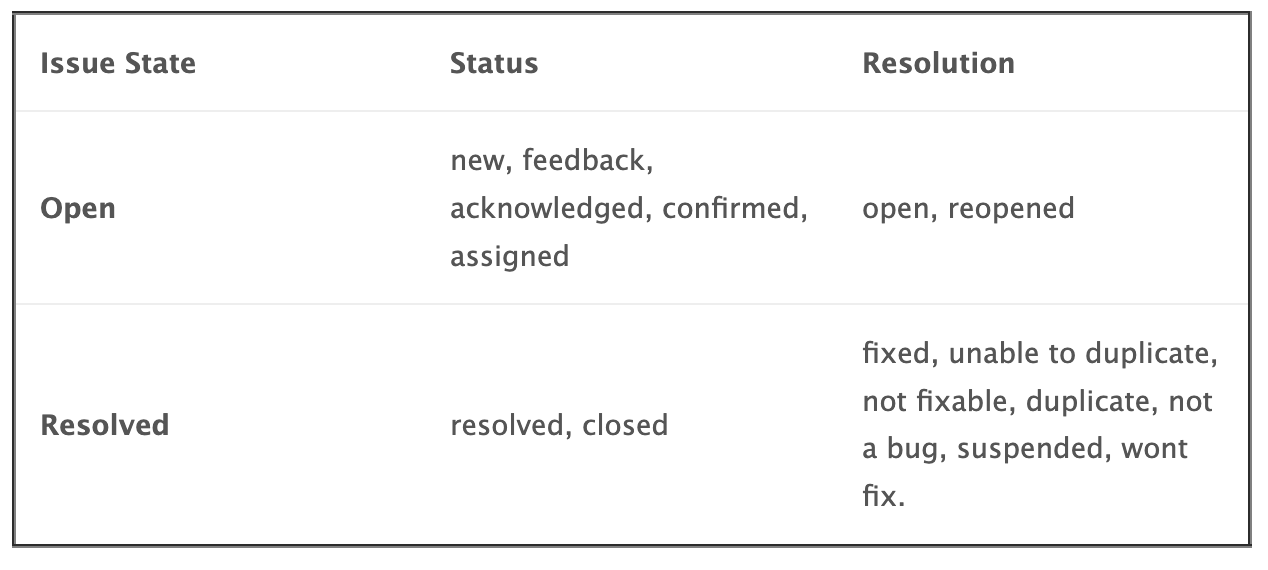 Issue State Status Resolution
Open
new, feedback,
acknowledged, confirmed,
assigned
open, reopened
Resolved
resolved, closed
fixed, unable to duplicate,
not fixable, duplicate, not
a bug, suspended, wont
fix.